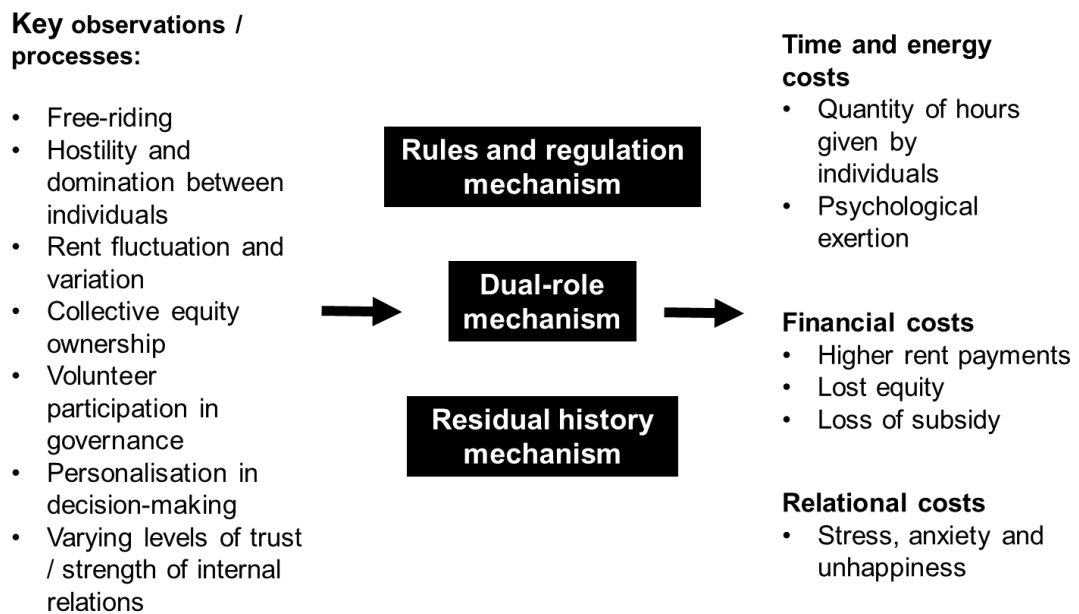 Key observations /
processes:
• Free-riding
• Hostility and
domination between
individuals
• Rent fluctuation and
variation
• Collective equity
ownership
• Volunteer
participation in
governance
• Personalisation in
decision-making
• Varying levels of trust
/ strength of internal
relations
Rules and regulation
mechanism
Dual-role
mechanism
Residual history
mechanism
Time and energy
costs
• Quantity of hours
given by
individuals
• Psychological
exertion
Financial costs
• Higher rent payments
• Lost equity
• Loss of subsidy
Relational costs
• Stress, anxiety and
unhappiness